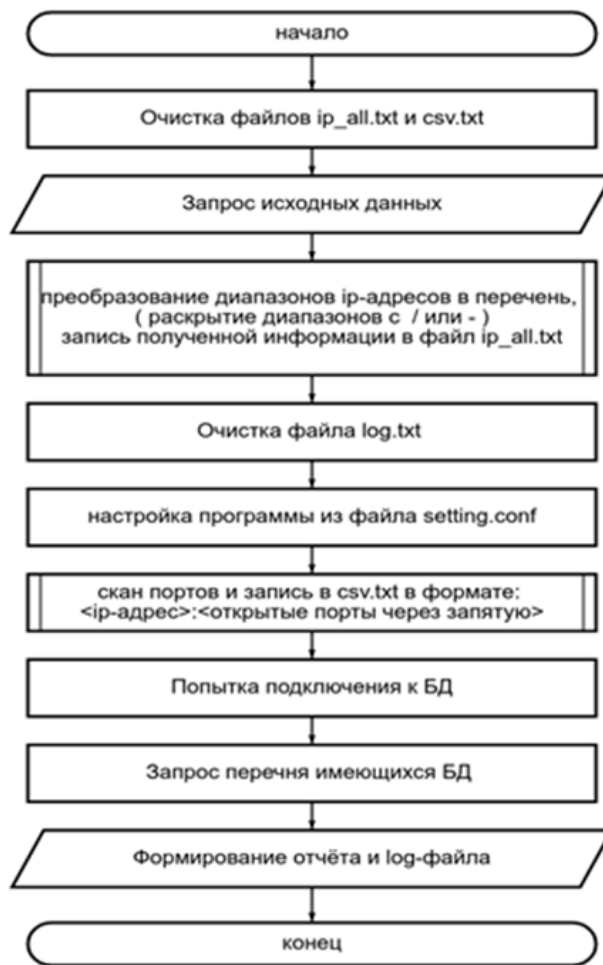 начало
Очистка файлов ip_all.txt и csv.txt
Запрос исходных данных
преобразование диапазонов ip-адресов в перечень,
( раскрытие диапазонов с / или - )
запись полученной информации в файл ip_all.txt
Очистка файла log.txt
настройка программы из файла setting.conf
скан портов и запись в csv.txt в формате:
<ip-адрес>:<открытые порты через запятую>
Попытка подключения к БД
Запрос перечня имеющихся БД
Формирование отчёта и log-файла
конец